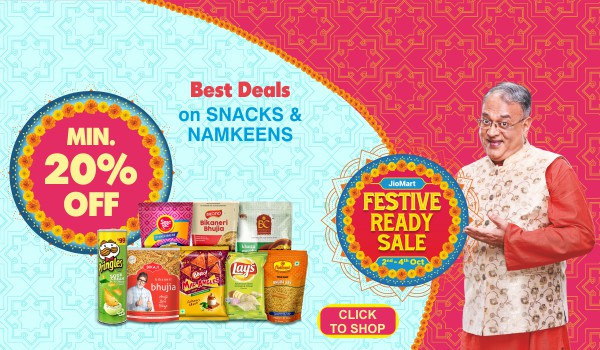 Best Deals
on SNACKS &
NAMKEENS
MIN.
20%
OFF
JioMart
FESTIVE
READY
SALE
2nd - 4th Oct
Bikaneri
Bhujia
Pringles
bhujia
Lay's
CLICK
TO SHOP